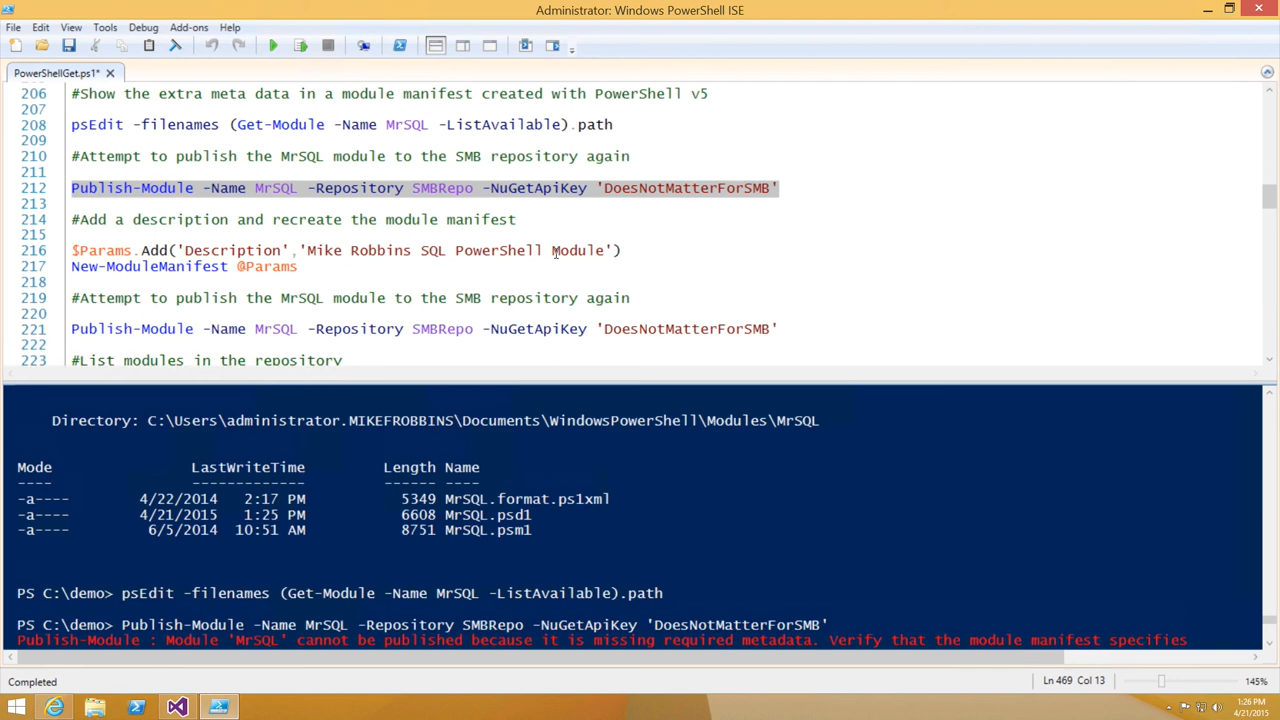 Administrator: Windows PowerShell ISE
File Edit View Tools Debug Add-ons Help
PowerShellGet.ps1*
206 #Show the extra meta data in a module manifest created with PowerShell v5
207
208 psEdit -filenames (Get-Module -Name MrSQL -ListAvailable).path
209
210 #Attempt to publish the MrSQL module to the SMB repository again
211
212 Publish-Module -Name MrSQL -Repository SMBRepo -NuGetApiKey 'DoesNotMatterForSMB'
213
214 #Add a description and recreate the module manifest
215
216 $Params.Add('Description','Mike Robbins SQL PowerShell Module')
217 New-ModuleManifest @Params
218
219 #Attempt to publish the MrSQL module to the SMB repository again
220
221 Publish-Module -Name MrSQL -Repository SMBRepo -NuGetApiKey 'DoesNotMatterForSMB'
222
223 #List modules in the repository
Directory: C:\Users\administrator.MIKEFROBBINS\Documents\WindowsPowerShell\Modules\MrSQL
Mode LastWriteTime Length Name
---- ------------- ------ ----
-a---- 4/22/2014 2:17 PM 5349 MrSQL.format.ps1xml
-a---- 4/21/2015 1:25 PM 6608 MrSQL.psd1
-a---- 6/5/2014 10:51 AM 8751 MrSQL.psm1
PS C:\demo> psEdit -filenames (Get-Module -Name MrSQL -ListAvailable).path
PS C:\demo> Publish-Module -Name MrSQL -Repository SMBRepo -NuGetApiKey 'DoesNotMatterForSMB'
Publish-Module : Module 'MrSQL' cannot be published because it is missing required metadata. Verify that the module manifest specifies
Completed Ln 469 Col 13 145%
1:26 PM
4/21/2015